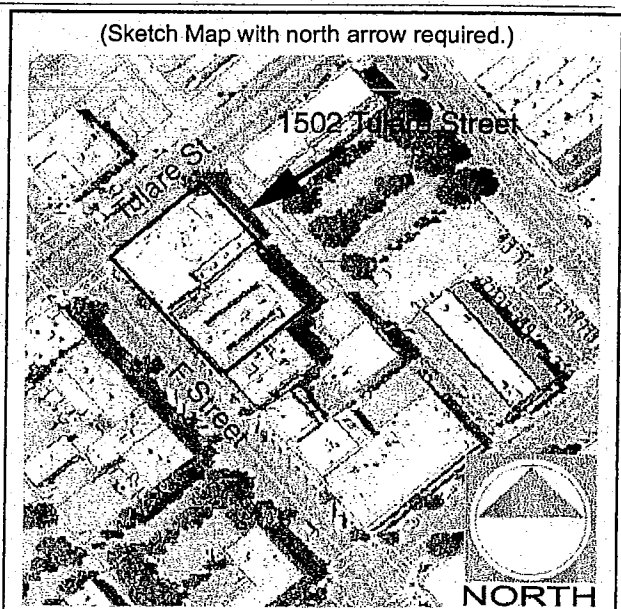 (Sketch Map with north arrow required.)
1502 Tulare Street
Tulare St.
F Street
NORTH